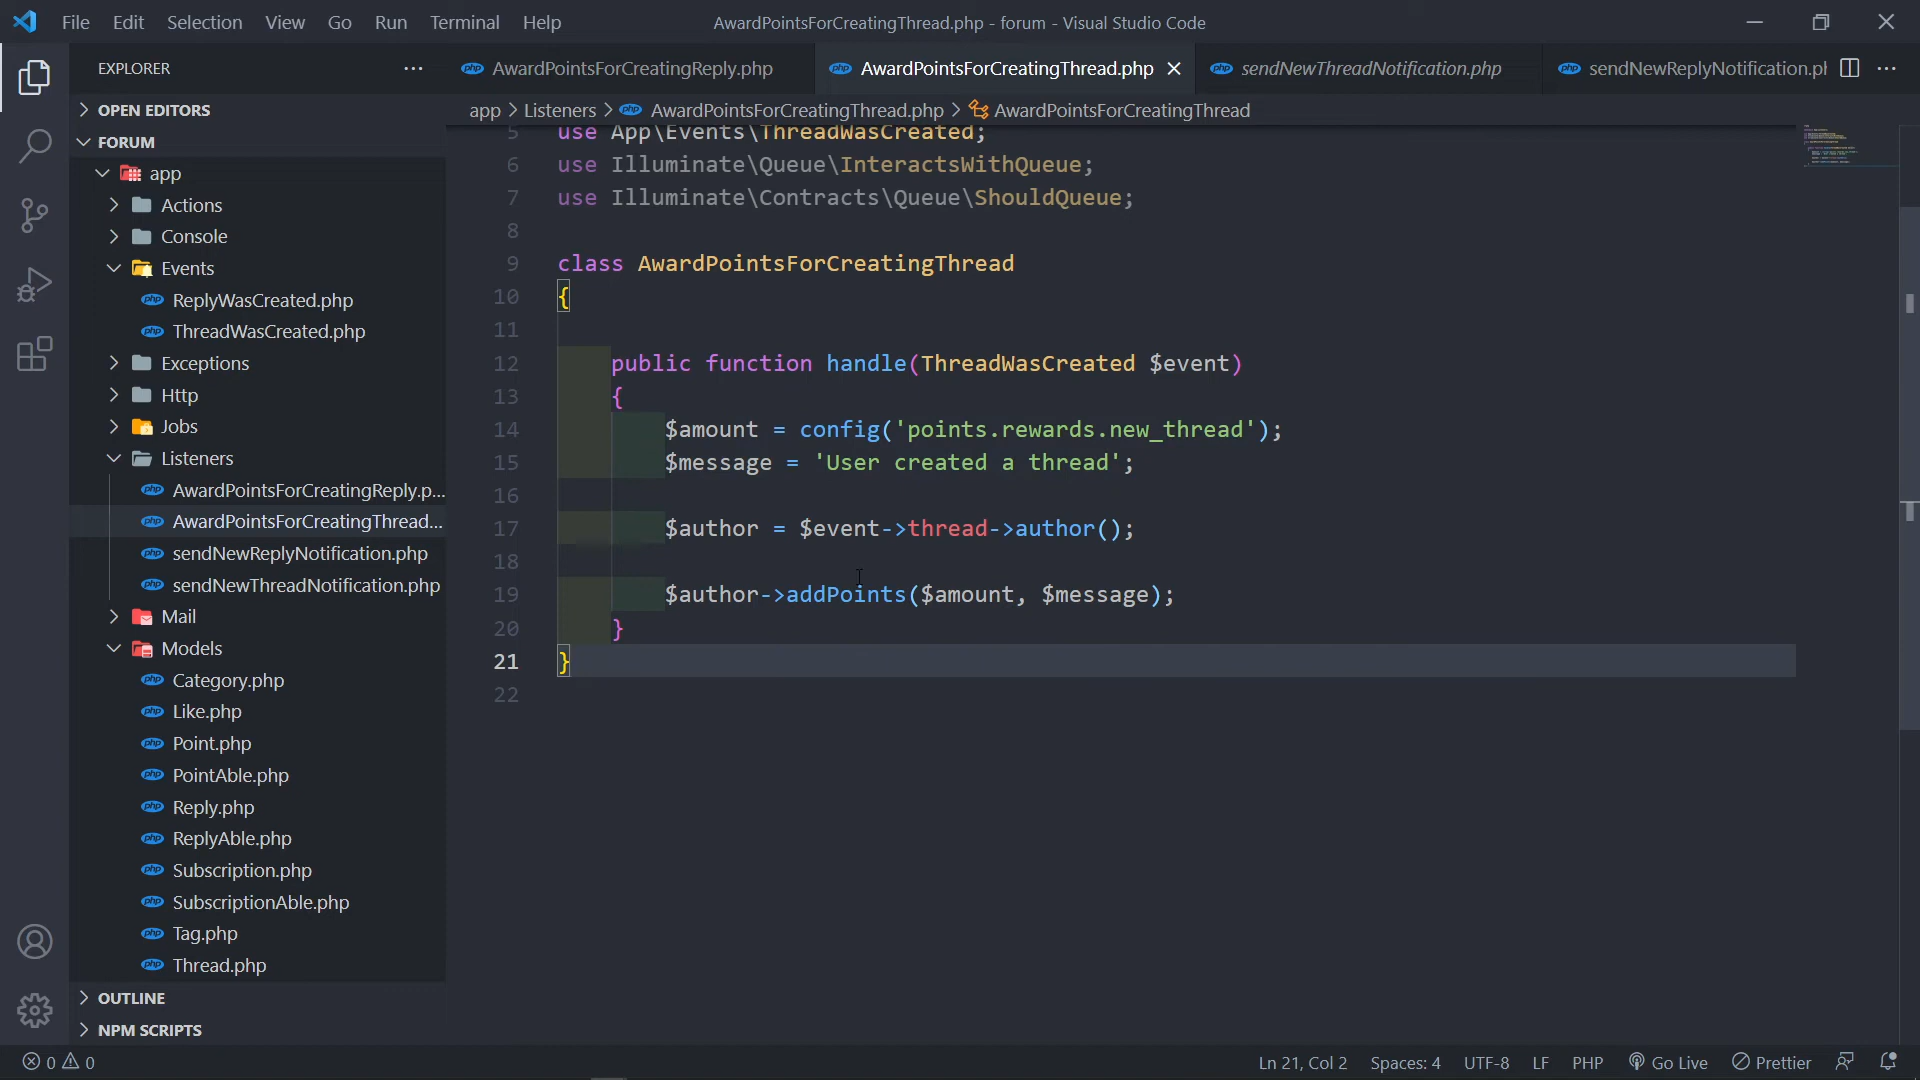 File Edit Selection View Go Run Terminal Help
AwardPointsForCreatingThread.php - forum - Visual Studio Code
EXPLORER
OPEN EDITORS
FORUM
app
Actions
Console
Events
ReplyWasCreated.php
ThreadWasCreated.php
Exceptions
Http
Jobs
Listeners
AwardPointsForCreatingReply.p...
AwardPointsForCreatingThread...
sendNewReplyNotification.php
sendNewThreadNotification.php
Mail
Models
Category.php
Like.php
Point.php
PointAble.php
Reply.php
ReplyAble.php
Subscription.php
SubscriptionAble.php
Tag.php
Thread.php
OUTLINE
NPM SCRIPTS
php AwardPointsForCreatingReply.php
php AwardPointsForCreatingThread.php
php sendNewThreadNotification.php
php sendNewReplyNotification.pl
app > Listeners > php AwardPointsForCreatingThread.php > AwardPointsForCreatingThread
5 use App\Events\ThreadWasCreated;
6 use Illuminate\Queue\InteractsWithQueue;
7 use Illuminate\Contracts\Queue\ShouldQueue;
8
9 class AwardPointsForCreatingThread
10 {
11
12 public function handle(ThreadWasCreated $event)
13 {
14 $amount = config('points.rewards.new_thread');
15 $message = 'User created a thread';
16
17 $author = $event->thread->author();
18
19 $author->addPoints($amount, $message);
20 }
21 }
22
0 0
Ln 21, Col 2 Spaces: 4 UTF-8 LF PHP Go Live Prettier